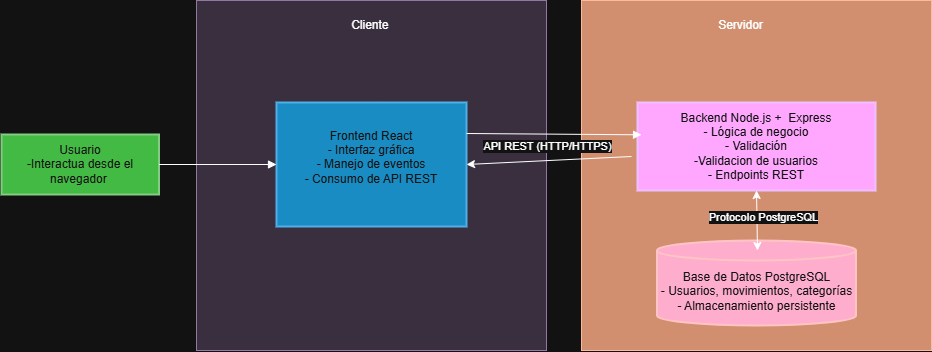 Cliente
Servidor
Usuario
-Interactua desde el
navegador
Frontend React
- Interfaz gráfica
- Manejo de eventos
- Consumo de API REST
API REST (HTTP/HTTPS)
Backend Node.js + Express
- Lógica de negocio
- Validación
-Validacion de usuarios
- Endpoints REST
Protocolo PostgreSQL
Base de Datos PostgreSQL
- Usuarios, movimientos, categorías
- Almacenamiento persistente